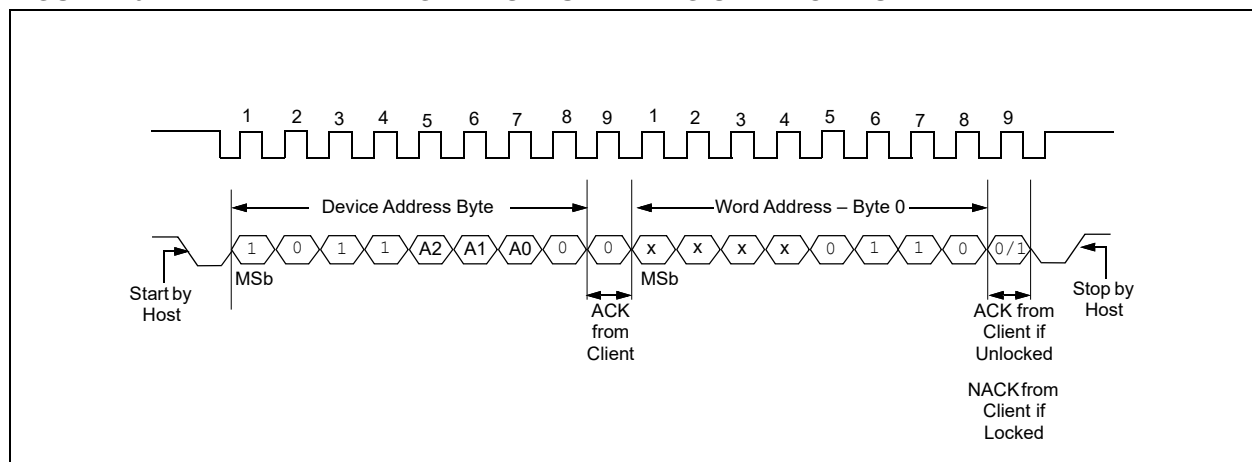 1 2 3 4 5 6 7 8 9 1 2 3 4 5 6 7 8 9
Device Address Byte
Word Address – Byte 0
1 0 1 1 A2 A1 A0 0 0 x x x x 0 1 1 0 0/1
MSb
MSb
Start by
Host
ACK
from
Client
ACK from
Client if
Unlocked
NACK from
Client if
Locked
Stop by
Host